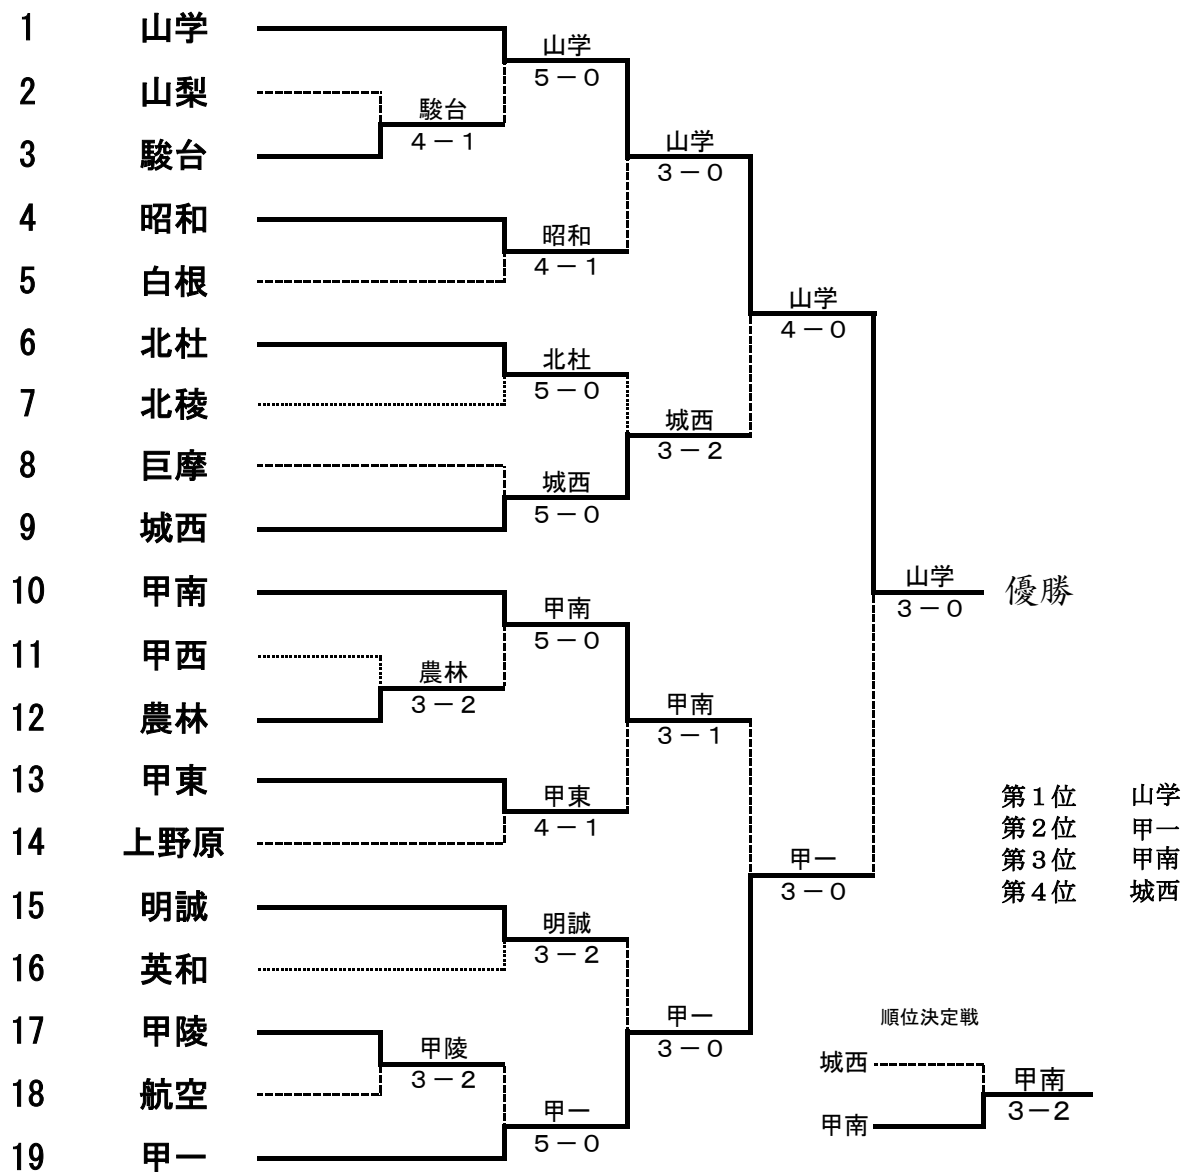 1 山学
2 山梨
3 駿台
4 昭和
5 白根
6 北杜
7 北稜
8 巨摩
9 城西
10 甲南
11 甲西
12 農林
13 甲東
14 上野原
15 明誠
16 英和
17 甲陵
18 航空
19 甲一
駿台
4－1
農林
3－2
甲陵
3－2
山学
5－0
昭和
4－1
北杜
5－0
城西
5－0
甲南
5－0
甲東
4－1
明誠
3－2
甲一
5－0
山学
3－0
城西
3－2
甲南
3－1
甲一
3－0
山学
4－0
甲一
3－0
山学
3－0
優勝
第1位 山学
第2位 甲一
第3位 甲南
第4位 城西
順位決定戦
城西
甲南
甲南
3－2